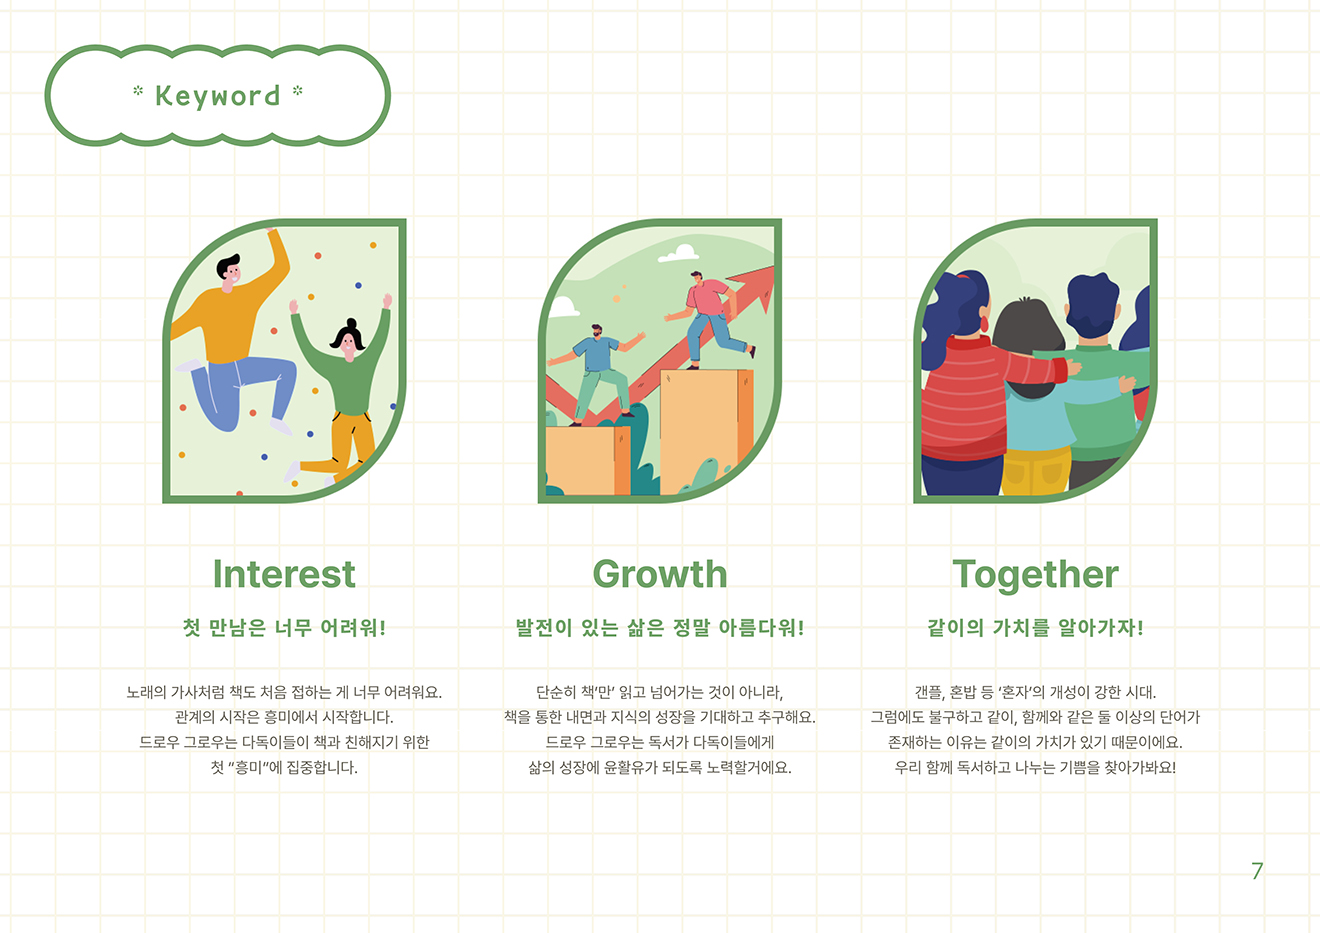 * Keyword *
Interest
첫 만남은 너무 어려워!
노래의 가사처럼 책도 처음 접하는 게 너무 어려워요.
관계의 시작은 흥미에서 시작합니다.
드로우 그로우는 다독이들이 책과 친해지기 위한
첫 “흥미”에 집중합니다.
Growth
발전이 있는 삶은 정말 아름다워!
단순히 책‘만’ 읽고 넘어가는 것이 아니라,
책을 통한 내면과 지식의 성장을 기대하고 추구해요.
드로우 그로우는 독서가 다독이들에게
삶의 성장에 윤활유가 되도록 노력할거에요.
Together
같이의 가치를 알아가자!
갠플, 혼밥 등 ‘혼자’의 개성이 강한 시대.
그럼에도 불구하고 같이, 함께와 같은 둘 이상의 단어가
존재하는 이유는 같이의 가치가 있기 때문이에요.
우리 함께 독서하고 나누는 기쁨을 찾아가봐요!
7